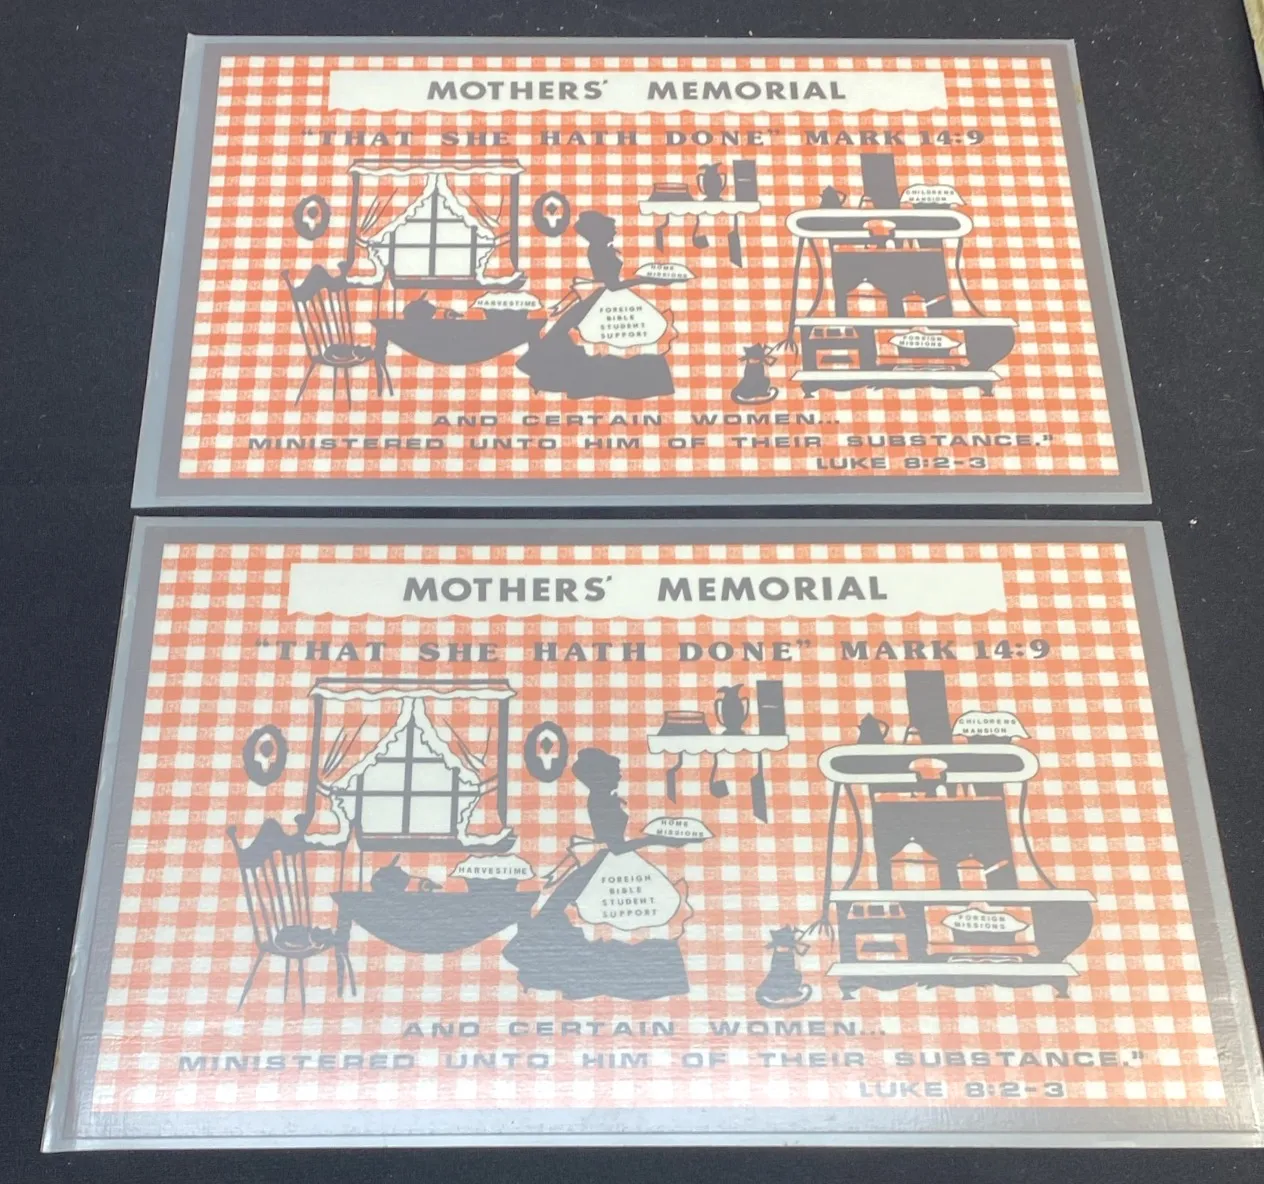 MOTHERS' MEMORIAL
"THAT SHE HATH DONE" MARK 14:9
CHILDRENS
MANSION
HOME
MISSIONS
HARVESTIME
FOREIGN
BIBLE
STUDENT
SUPPORT
FOREIGN
MISSIONS
AND CERTAIN WOMEN...
MINISTERED UNTO HIM OF THEIR SUBSTANCE."
LUKE 8:2-3
MOTHERS' MEMORIAL
"THAT SHE HATH DONE" MARK 14:9
CHILDRENS
MANSION
HOME
MISSIONS
HARVESTIME
FOREIGN
BIBLE
STUDENT
SUPPORT
FOREIGN
MISSIONS
AND CERTAIN WOMEN...
MINISTERED UNTO HIM OF THEIR SUBSTANCE."
LUKE 8:2-3